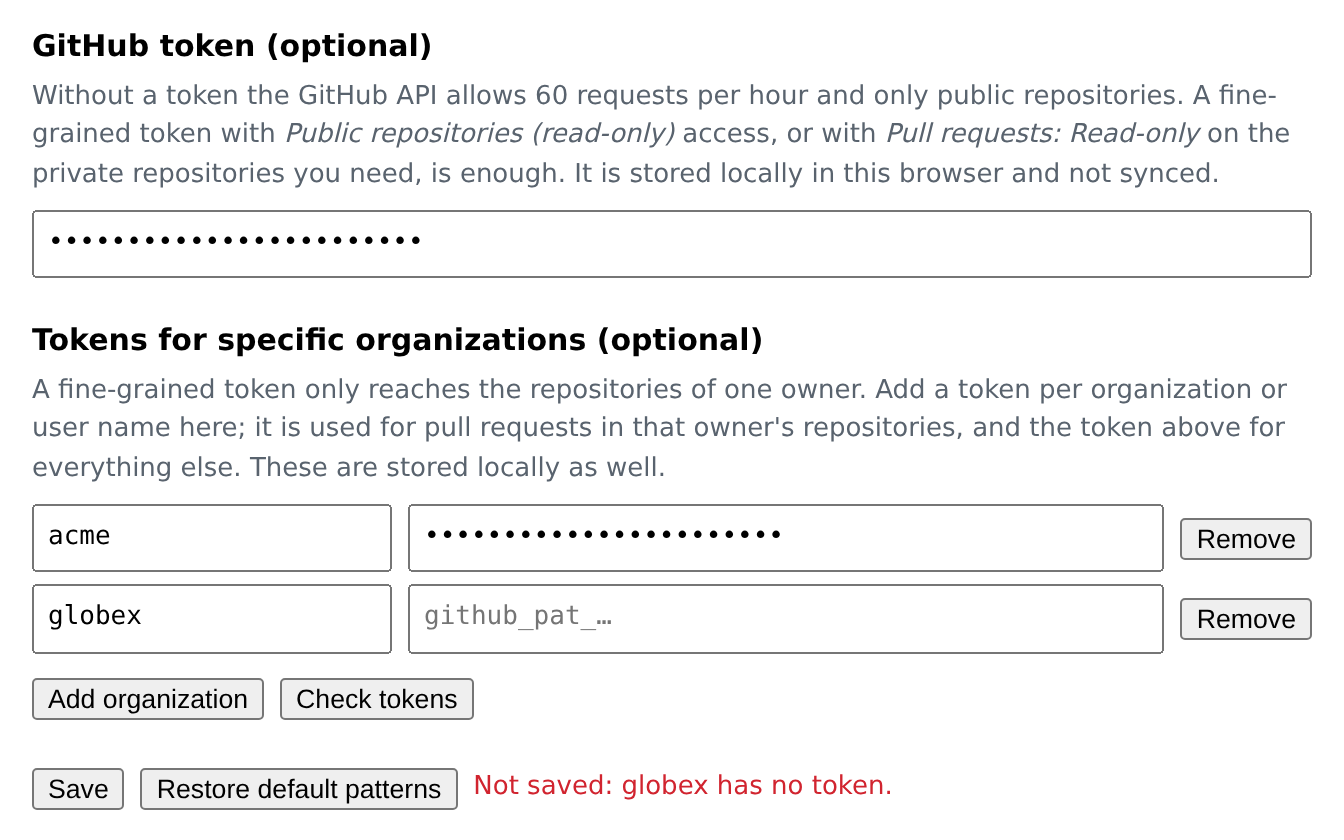 GitHub token (optional)
Without a token the GitHub API allows 60 requests per hour and only public repositories. A fine-
grained token with Public repositories (read-only) access, or with Pull requests: Read-only on the
private repositories you need, is enough. It is stored locally in this browser and not synced.
••••••••••••••••••••••••
Tokens for specific organizations (optional)
A fine-grained token only reaches the repositories of one owner. Add a token per organization or
user name here; it is used for pull requests in that owner's repositories, and the token above for
everything else. These are stored locally as well.
acme ••••••••••••••••••••••• Remove
globex github_pat_… Remove
Add organization Check tokens
Save Restore default patterns Not saved: globex has no token.